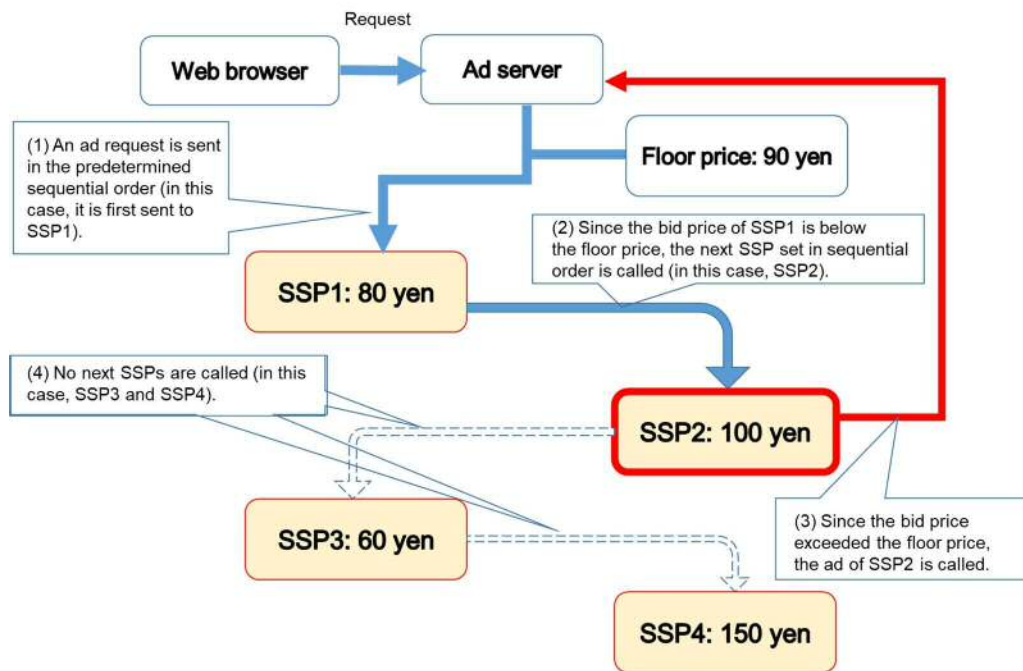 Request
Web browser
Ad server
(1) An ad request is sent
in the predetermined
sequential order (in this
case, it is first sent to
SSP1).
Floor price: 90 yen
(2) Since the bid price of SSP1 is below
the floor price, the next SSP set in sequential
order is called (in this case, SSP2).
SSP1: 80 yen
(4) No next SSPs are called (in this
case, SSP3 and SSP4).
SSP2: 100 yen
SSP3: 60 yen
(3) Since the bid price
exceeded the floor price,
the ad of SSP2 is called.
SSP4: 150 yen